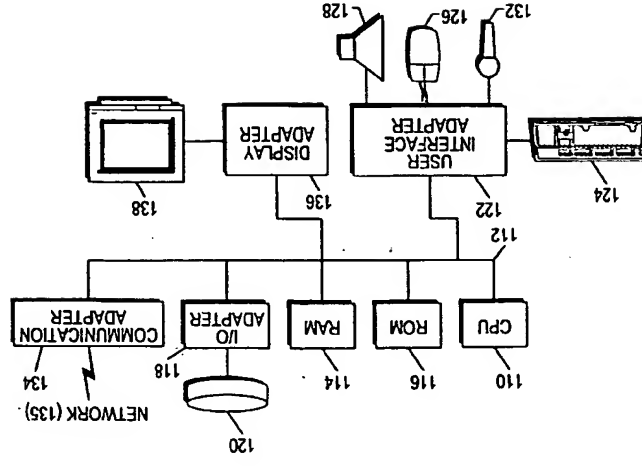 120
NETWORK (135)
110
116
114
118
134
CPU
ROM
RAM
I/O
ADAPTER
COMMUNICATION
ADAPTER
112
124
122
136
138
USER
INTERFACE
ADAPTER
DISPLAY
ADAPTER
132
126
128